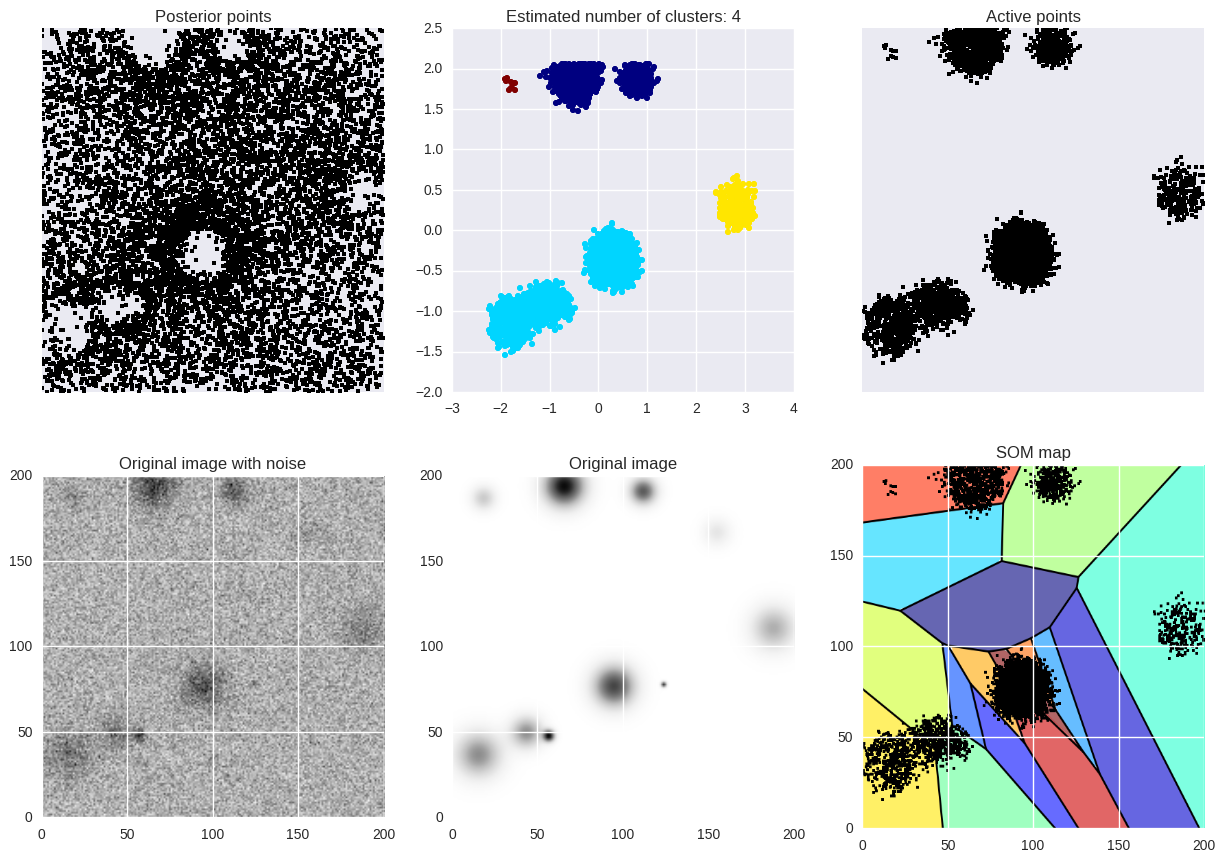 Posterior points
Estimated number of clusters: 4
Active points
2.5
2.0
1.5
1.0
0.5
0.0
−0.5
−1.0
−1.5
−2.0
−3 −2 −1 0 1 2 3 4
Original image with noise
Original image
SOM map
200
150
100
50
0
0 50 100 150 200
200
150
100
50
0
0 50 100 150 200
200
150
100
50
0
0 50 100 150 200